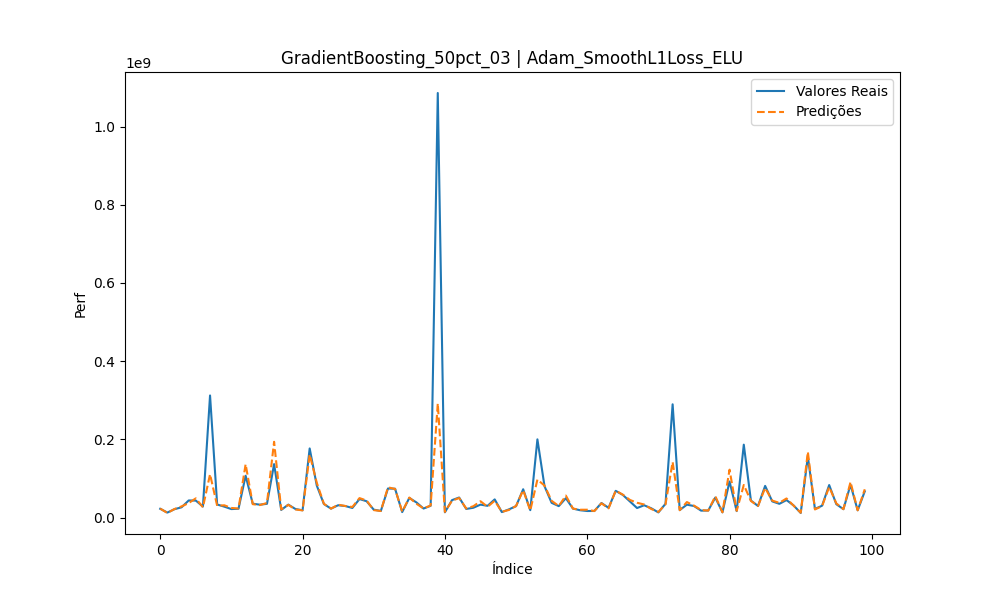 GradientBoosting_50pct_03 | Adam_SmoothL1Loss_ELU
1e9
Valores Reais
Predições
1.0
0.8
0.6
0.4
0.2
0.0
Perf
0
20
40
60
80
100
Índice